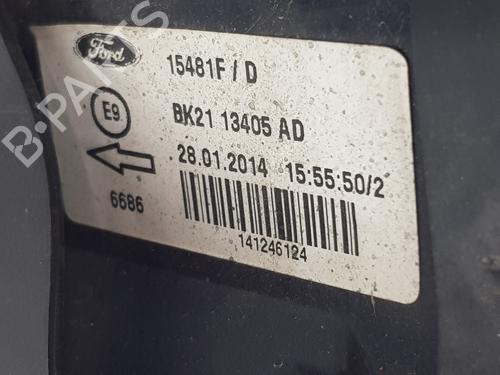 B-PARTS
Ford
15481F / D
E9
BK21 13405 AD
28.01.2014 15:55:50/2
6686
141246124